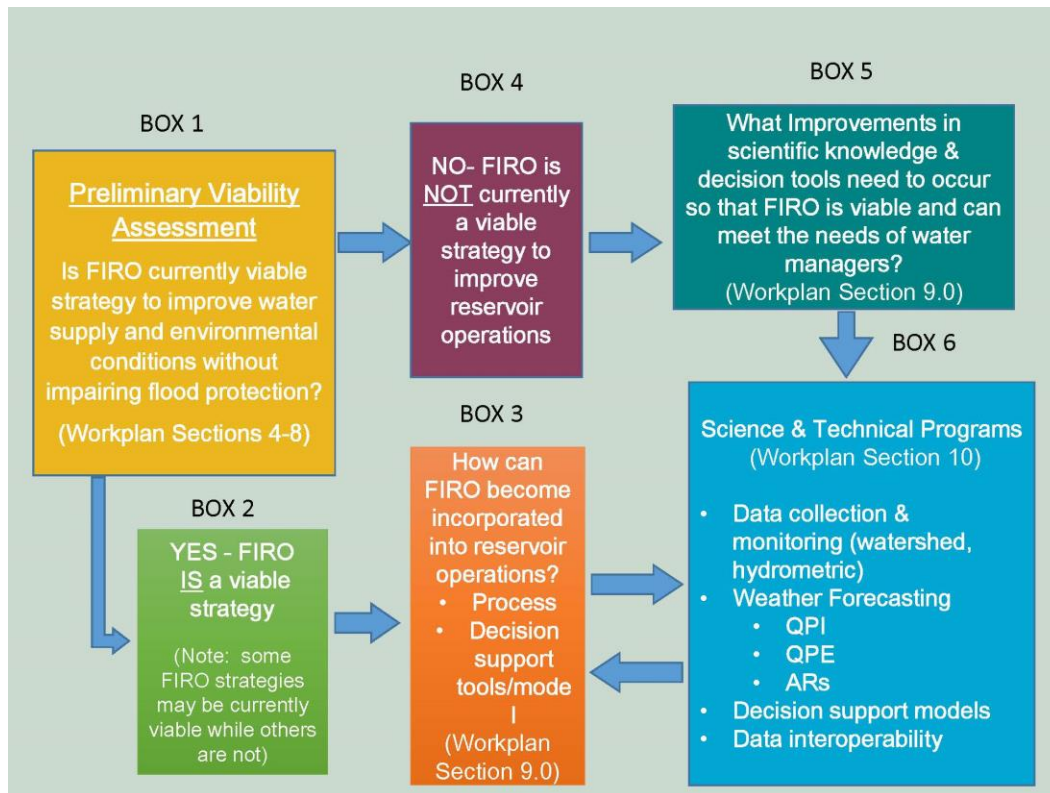 BOX 1
Preliminary Viability
Assessment
Is FIRO currently viable
strategy to improve water
supply and environmental
conditions without
impairing flood protection?
(Workplan Sections 4-8)
BOX 2
YES - FIRO
IS a viable
strategy
(Note: some
FIRO strategies
may be currently
viable while others
are not)
BOX 4
NO- FIRO is
NOT currently
a viable
strategy to
improve
reservoir
operations
BOX 3
How can
FIRO become
incorporated
into reservoir
operations?
• Process
• Decision
support
tools/mode
l
(Workplan
Section 9.0)
BOX 5
What Improvements in
scientific knowledge &
decision tools need to occur
so that FIRO is viable and can
meet the needs of water
managers?
(Workplan Section 9.0)
BOX 6
Science & Technical Programs
(Workplan Section 10)
• Data collection &
monitoring (watershed,
hydrometric)
• Weather Forecasting
• QPI
• QPE
• ARs
• Decision support models
• Data interoperability